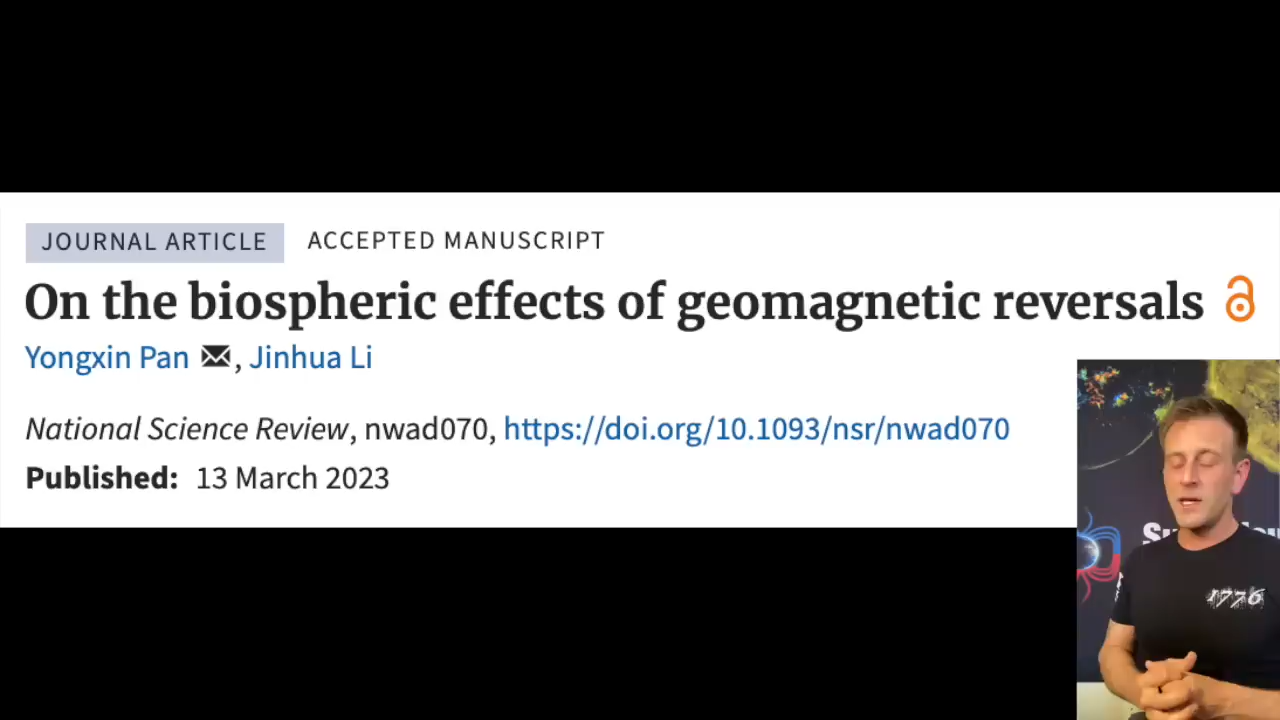 JOURNAL ARTICLE ACCEPTED MANUSCRIPT
On the biospheric effects of geomagnetic reversals
Yongxin Pan , Jinhua Li
National Science Review, nwad070, https://doi.org/10.1093/nsr/nwad070
Published: 13 March 2023
1776